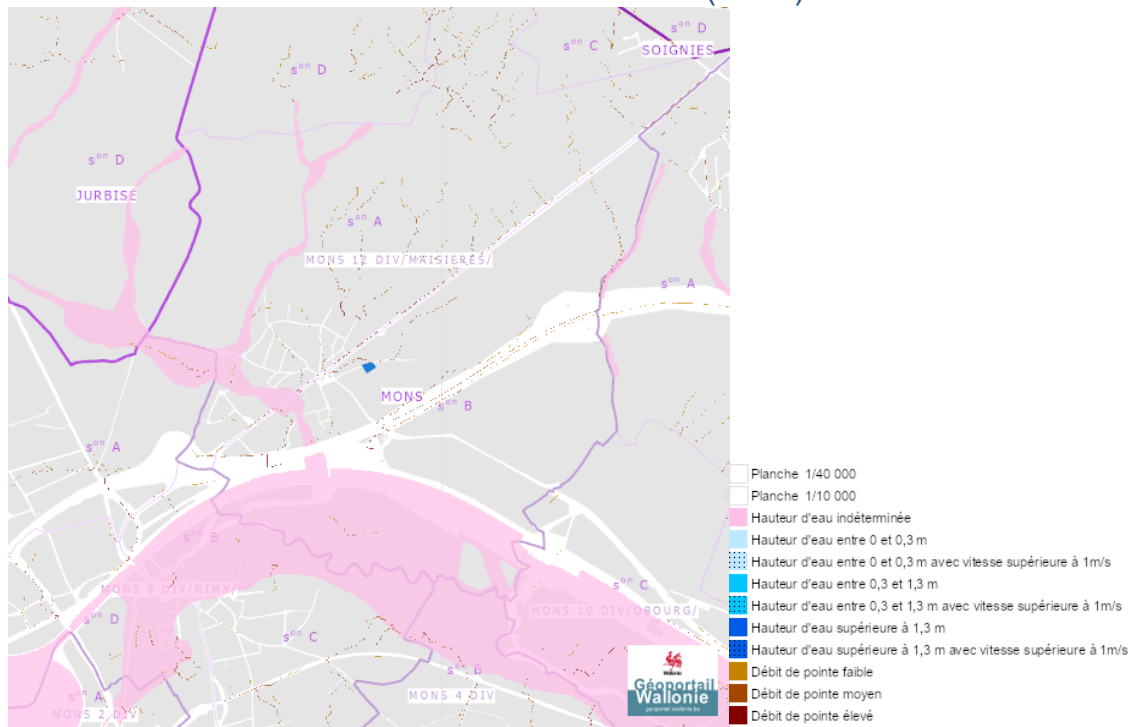 sᵒⁿ D
SOIGNIES
sᵒⁿ C
sᵒⁿ D
sᵒⁿ D
JURBISE
sᵒⁿ A
MONS 12 DIV/MAISIERES/
sᵒⁿ A
MONS
sᵒⁿ B
sᵒⁿ A
Planche 1/40 000
Planche 1/10 000
Hauteur d'eau indéterminée
sᵒⁿ B
Hauteur d'eau entre 0 et 0,3 m
Hauteur d'eau entre 0 et 0,3 m avec vitesse supérieure à 1m/s
MONS 9 DIV/NIMY/
sᵒⁿ C
Hauteur d'eau entre 0,3 et 1,3 m
MONS 10 DIV/OBOURG/
Hauteur d'eau entre 0,3 et 1,3 m avec vitesse supérieure à 1m/s
sᵒⁿ D
Hauteur d'eau supérieure à 1,3 m
sᵒⁿ C
Hauteur d'eau supérieure à 1,3 m avec vitesse supérieure à 1m/s
sᵒⁿ B
Wallonie
Débit de pointe faible
sᵒⁿ A
MONS 4 DIV
Géoportail
Wallonie
geoportail.wallonie.be
Débit de pointe moyen
MONS 2 DIV
Débit de pointe élevé